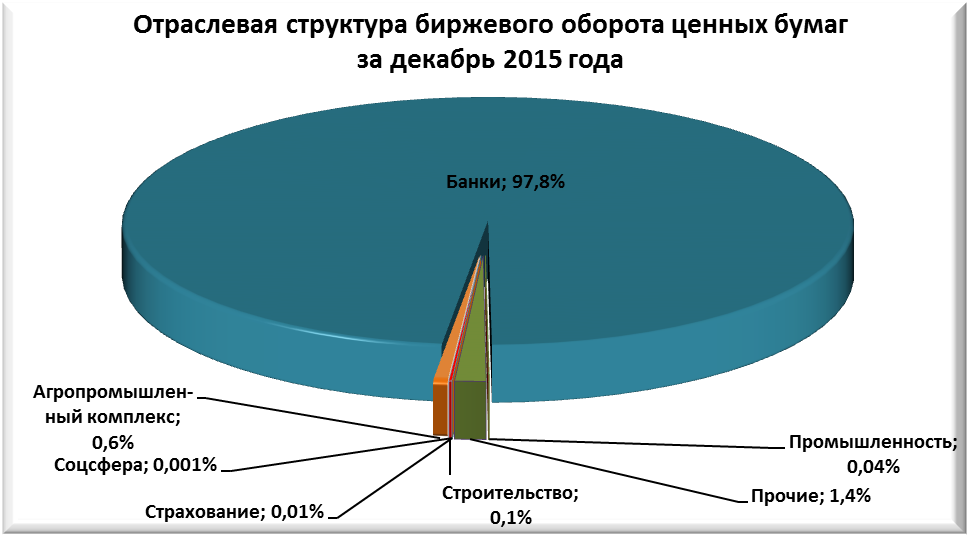 Отраслевая структура биржевого оборота ценных бумаг
за декабрь 2015 года
Банки; 97,8%
Агропромышлен-
ный комплекс;
0,6%
Соцсфера; 0,001%
Страхование; 0,01%
Строительство;
0,1%
Прочие; 1,4%
Промышленность;
0,04%